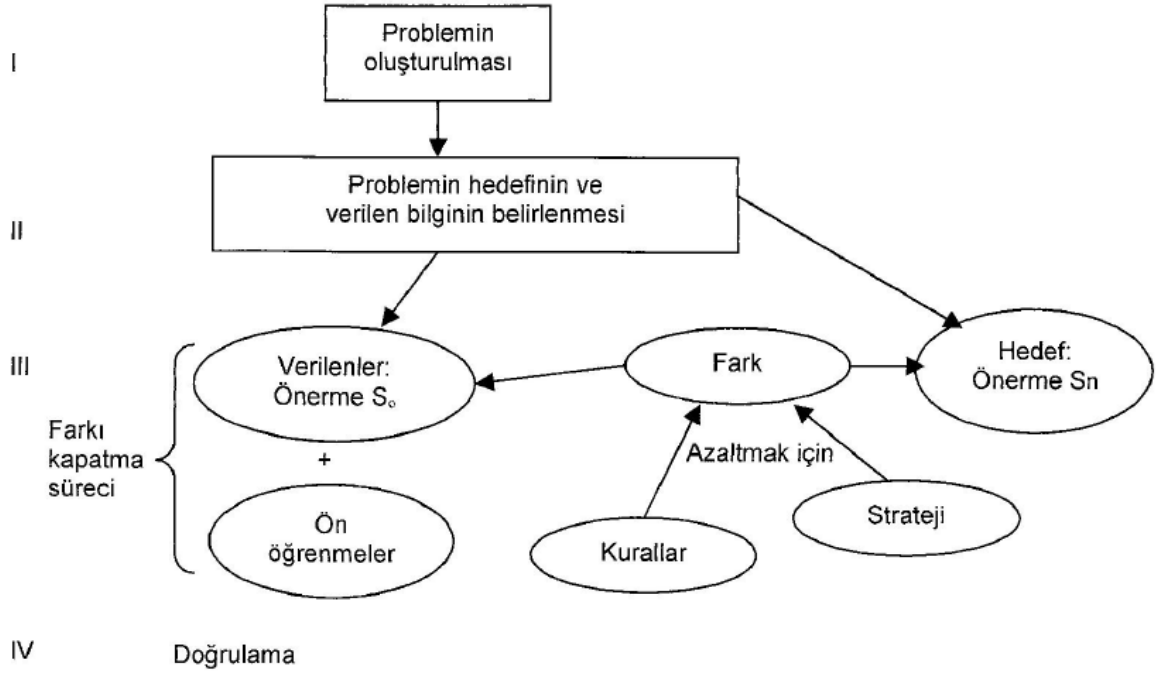 I
Problemin
oluşturulması
II
Problemin hedefinin ve
verilen bilginin belirlenmesi
III
Verilenler:
Önerme S₀
Fark
Hedef:
Önerme Sn
Farkı
kapatma
süreci
+
Azaltmak için
Ön
öğrenmeler
Kurallar
Strateji
IV
Doğrulama